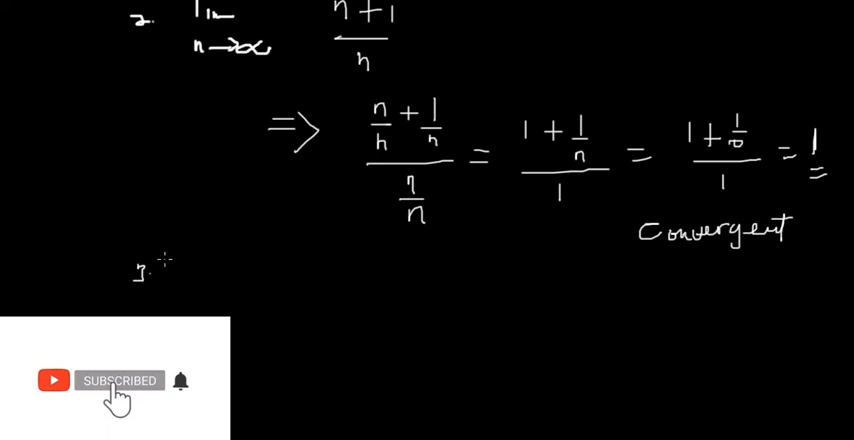 2. lim n→∞ (n + 1)/n
⇒ (n/n + 1/n)/(n/n) = (1 + 1/n)/1 = (1 + 1/∞)/1 = 1
Convergent
3.
SUBSCRIBED